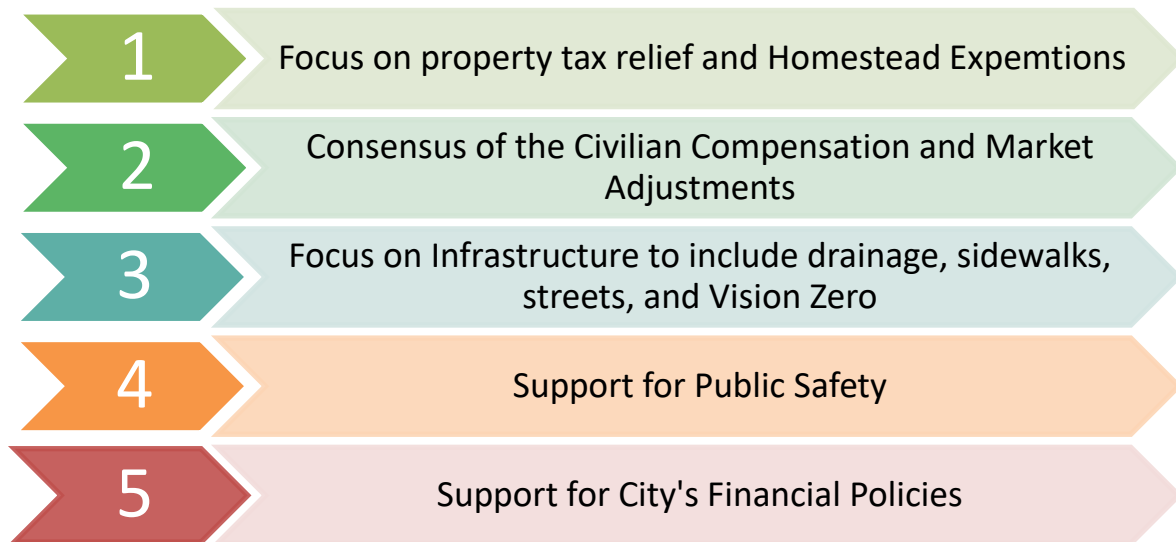 1
Focus on property tax relief and Homestead Expemtions
2
Consensus of the Civilian Compensation and Market
Adjustments
3
Focus on Infrastructure to include drainage, sidewalks,
streets, and Vision Zero
4
Support for Public Safety
5
Support for City's Financial Policies